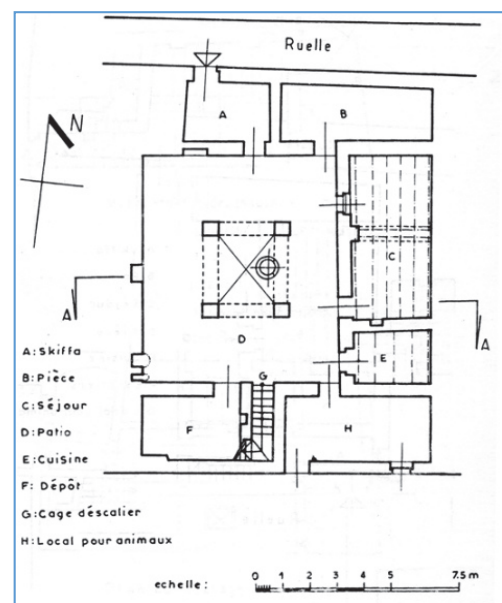 Ruelle
N
A
B
C
A
A
D
E
G
F
H
A:Skiffa
B:Pièce
C:Séjour
D:Patio
E:Cuisine
F: Dépôt
G:Cage déscalier
H:Local pour animaux
echelle: 0 1 2 3 4 5 7.5 m